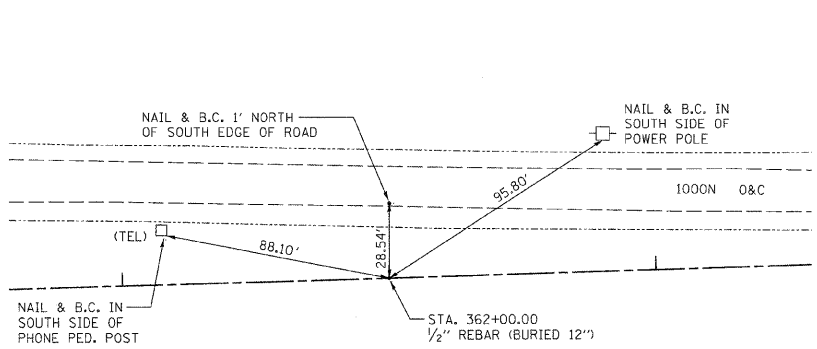 NAIL & B.C. IN
SOUTH SIDE OF
POWER POLE
NAIL & B.C. 1' NORTH
OF SOUTH EDGE OF ROAD
95.80'
1000N O&C
(TEL)
88.10'
28.54'
NAIL & B.C. IN
SOUTH SIDE OF
PHONE PED. POST
STA. 362+00.00
1/2" REBAR (BURIED 12")